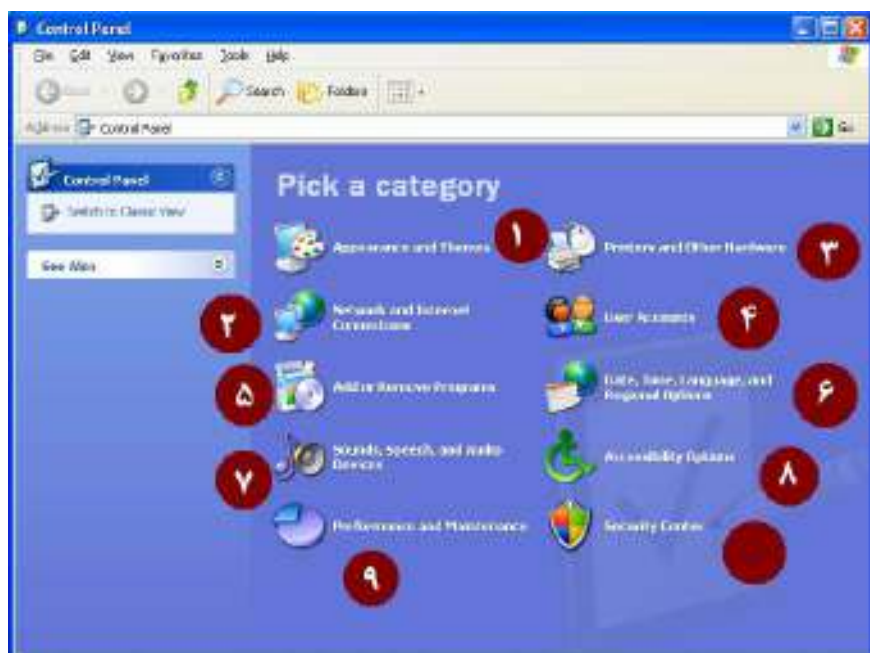 Control Panel
File Edit View Favorites Tools Help
Back Search Folders
Address Control Panel Go
Control Panel
Switch to Classic View
See Also
Pick a category
Appearance and Themes ۱
Printers and Other Hardware ۳
۲ Network and Internet
Connections
User Accounts ۴
۵ Add or Remove Programs
Date, Time, Language, and
Regional Options ۶
۷ Sounds, Speech, and Audio
Devices
Accessibility Options ۸
Performance and Maintenance
۹
Security Center